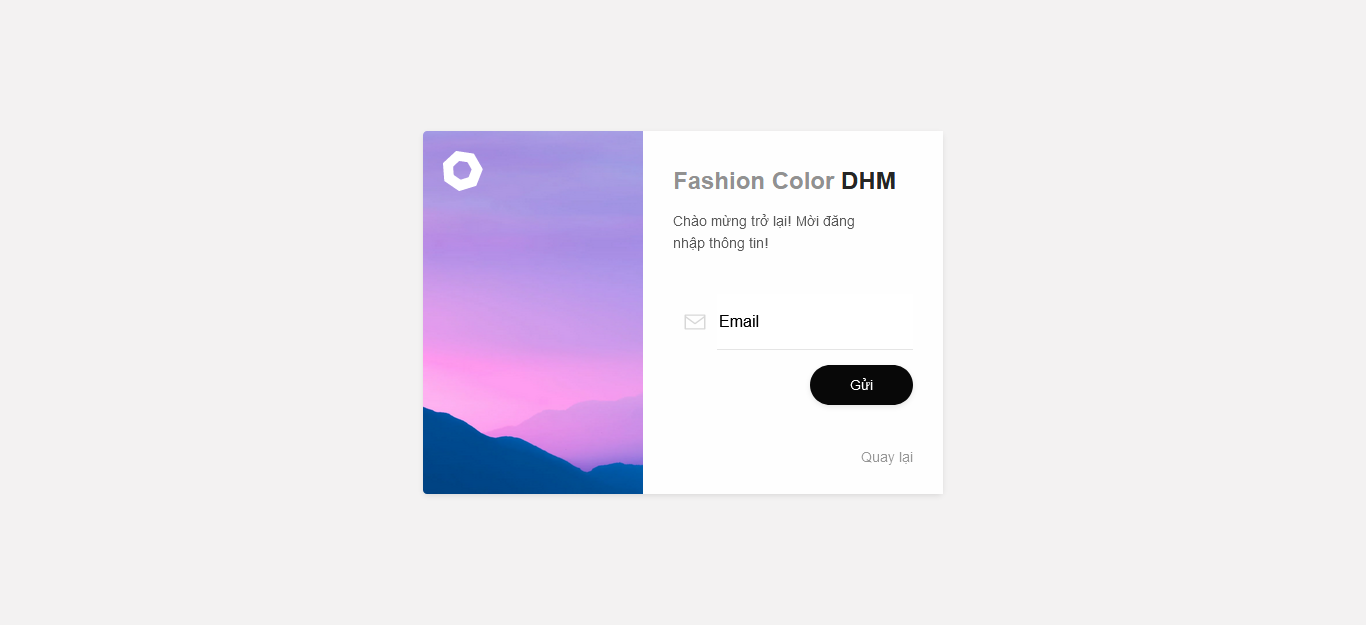 Fashion Color DHM
Chào mừng trở lại! Mời đăng
nhập thông tin!
Email
Gửi
Quay lại